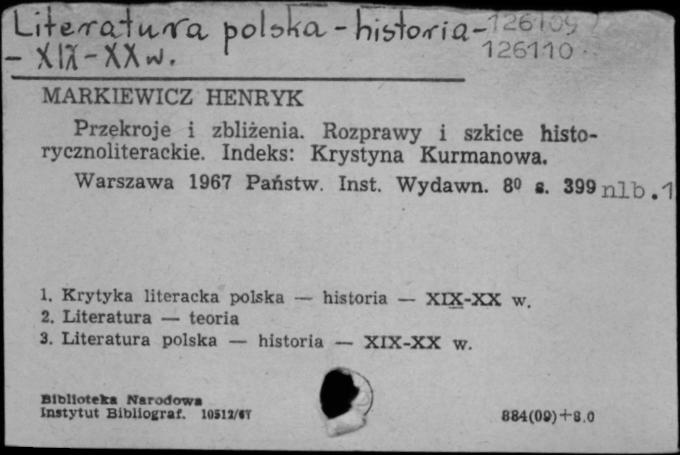 Literatura polska - historia - 126109
- XIX - XX w. 126110
MARKIEWICZ HENRYK
Przekroje i zbliżenia. Rozprawy i szkice histo-
rycznoliterackie. Indeks: Krystyna Kurmanowa.
Warszawa 1967 Państw. Inst. Wydawn. 8⁰ s. 399 nlb.1
1. Krytyka literacka polska — historia — XIX-XX w.
2. Literatura — teoria
3. Literatura polska — historia — XIX-XX w.
Biblioteka Narodowa
Instytut Bibliograf. 10512/67
884(09)+8.0